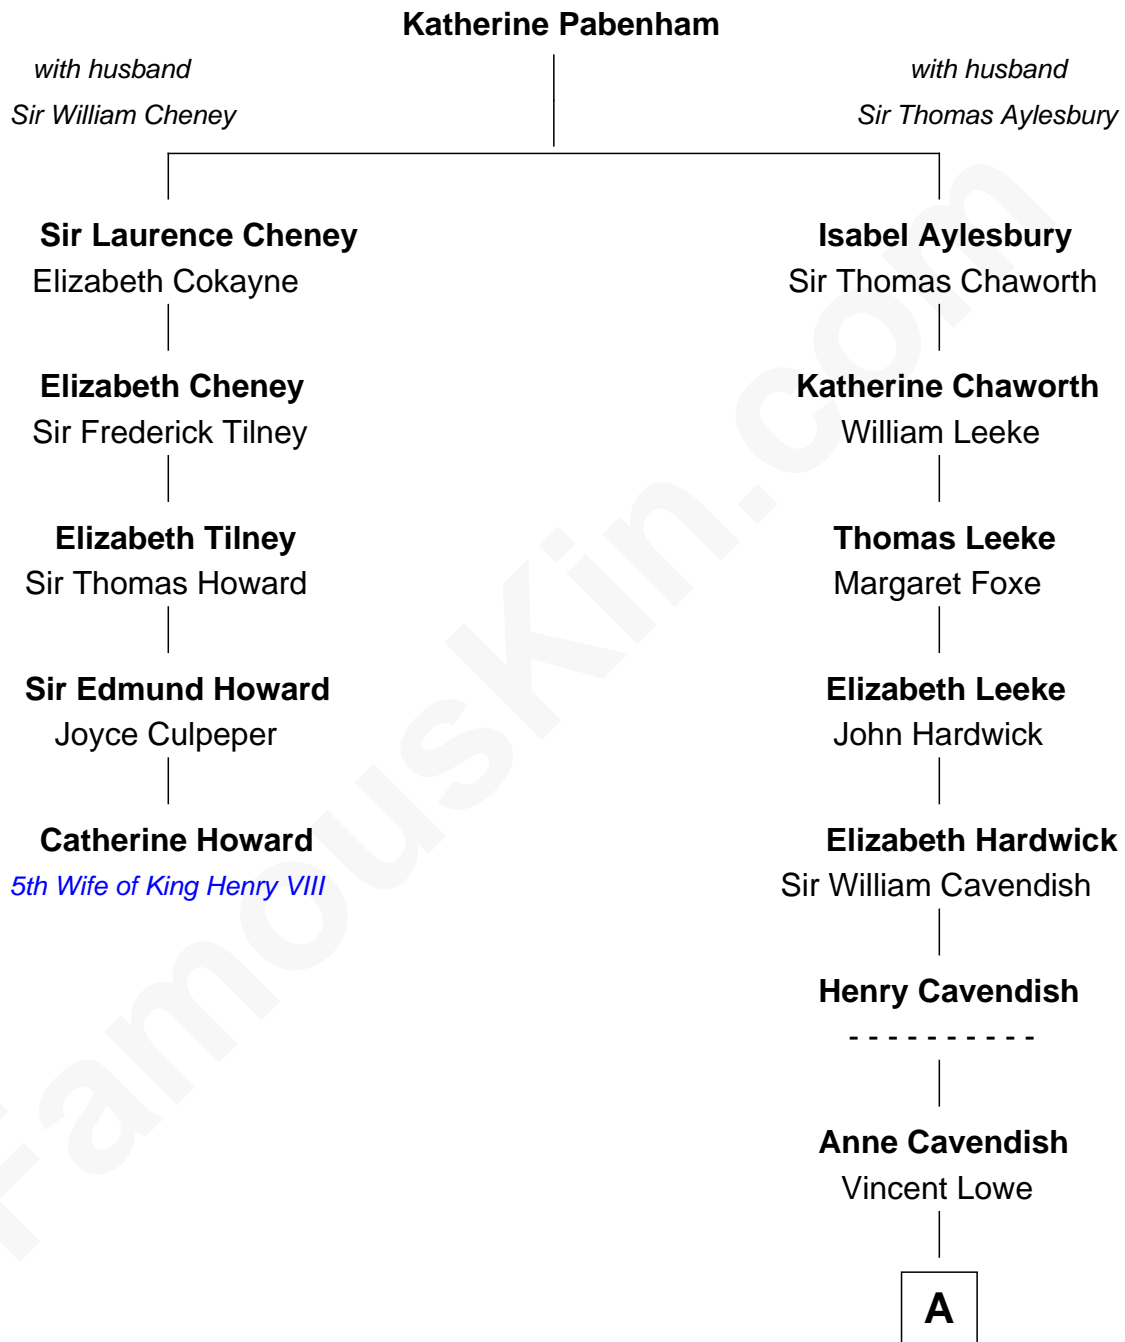 Katherine Pabenham
with husband
Sir William Cheney
with husband
Sir Thomas Aylesbury
Sir Laurence Cheney
Elizabeth Cokayne
Isabel Aylesbury
Sir Thomas Chaworth
Elizabeth Cheney
Sir Frederick Tilney
Katherine Chaworth
William Leeke
Elizabeth Tilney
Sir Thomas Howard
Thomas Leeke
Margaret Foxe
Sir Edmund Howard
Joyce Culpeper
Elizabeth Leeke
John Hardwick
Catherine Howard
5th Wife of King Henry VIII
Elizabeth Hardwick
Sir William Cavendish
Henry Cavendish
- - - - - - - - - -
Anne Cavendish
Vincent Lowe
A
FamousKin.com